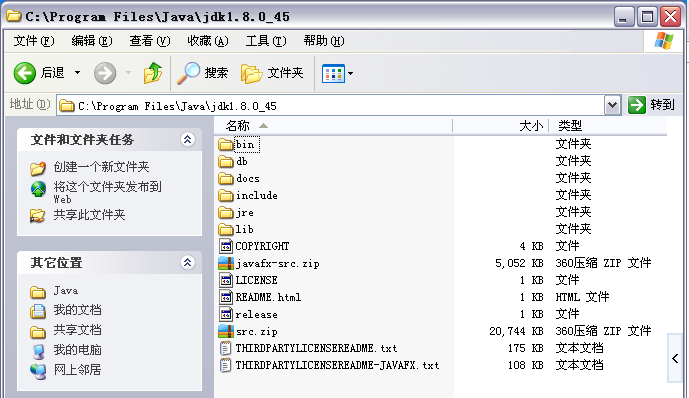 C:\Program Files\Java\jdk1.8.0_45
文件(F) 编辑(E) 查看(V) 收藏(A) 工具(T) 帮助(H)
后退 搜索 文件夹
地址(D) C:\Program Files\Java\jdk1.8.0_45 转到
文件和文件夹任务
创建一个新文件夹
将这个文件夹发布到
Web
共享此文件夹
其它位置
Java
我的文档
共享文档
我的电脑
网上邻居
名称 大小 类型
bin 文件夹
db 文件夹
docs 文件夹
include 文件夹
jre 文件夹
lib 文件夹
COPYRIGHT 4 KB 文件
javafx-src.zip 5,052 KB 360压缩 ZIP 文件
LICENSE 1 KB 文件
README.html 1 KB HTML 文件
release 1 KB 文件
src.zip 20,744 KB 360压缩 ZIP 文件
THIRDPARTYLICENSEREADME.txt 175 KB 文本文档
THIRDPARTYLICENSEREADME-JAVAFX.txt 108 KB 文本文档